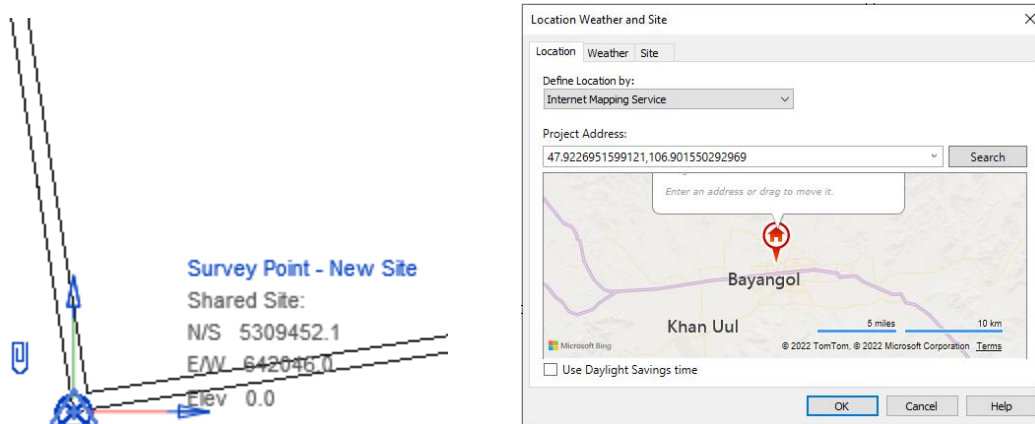 Survey Point - New Site
Shared Site:
N/S 5309452.1
E/W 642046.0
Elev 0.0
Location Weather and Site
Location Weather Site
Define Location by:
Internet Mapping Service
Project Address:
47.9226951599121,106.901550292969
Search
Enter an address or drag to move it.
Bayangol
Khan Uul
5 miles 10 km
Microsoft Bing
© 2022 TomTom, © 2022 Microsoft Corporation Terms
Use Daylight Savings time
OK Cancel Help